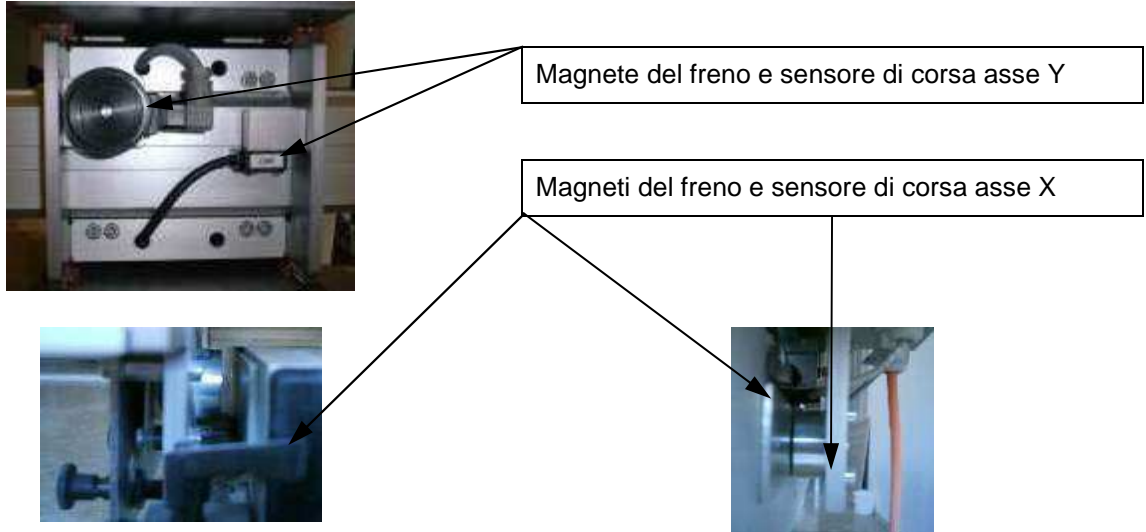 Magnete del freno e sensore di corsa asse Y
Magneti del freno e sensore di corsa asse X